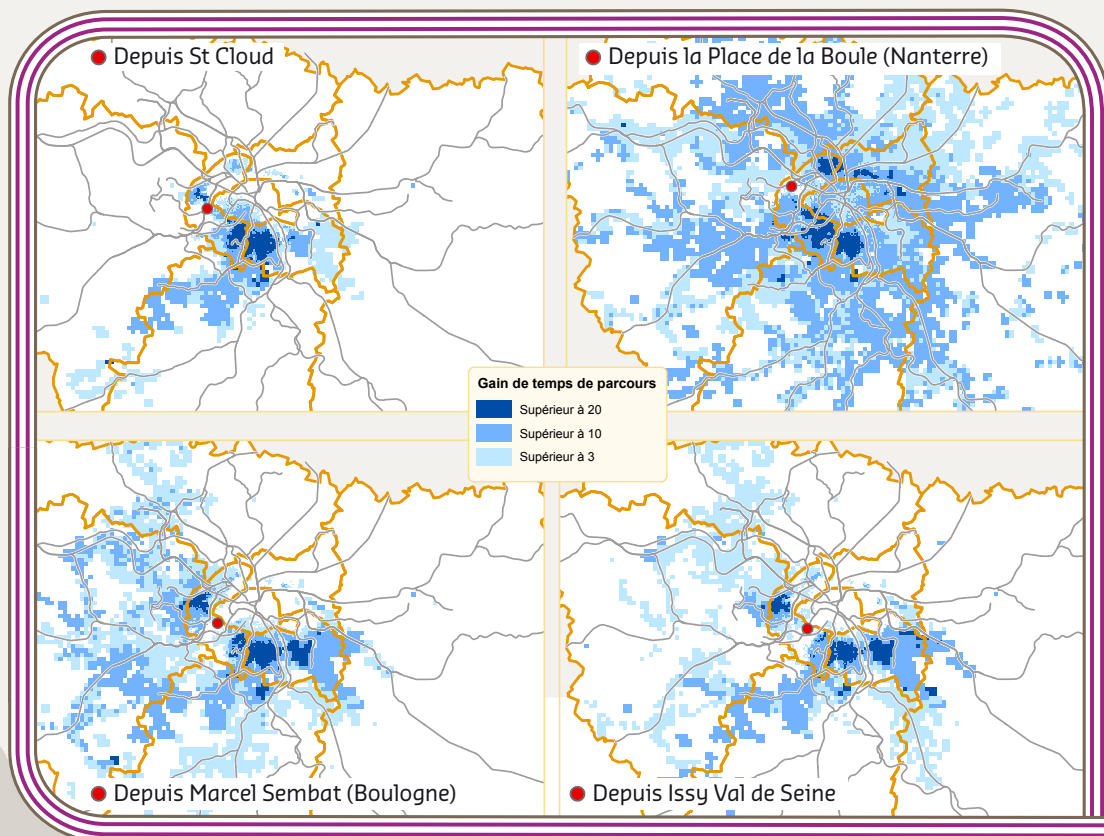 Depuis St Cloud
Depuis la Place de la Boule (Nanterre)
Gain de temps de parcours
Supérieur à 20
Supérieur à 10
Supérieur à 3
Depuis Marcel Sembat (Boulogne)
Depuis Issy Val de Seine